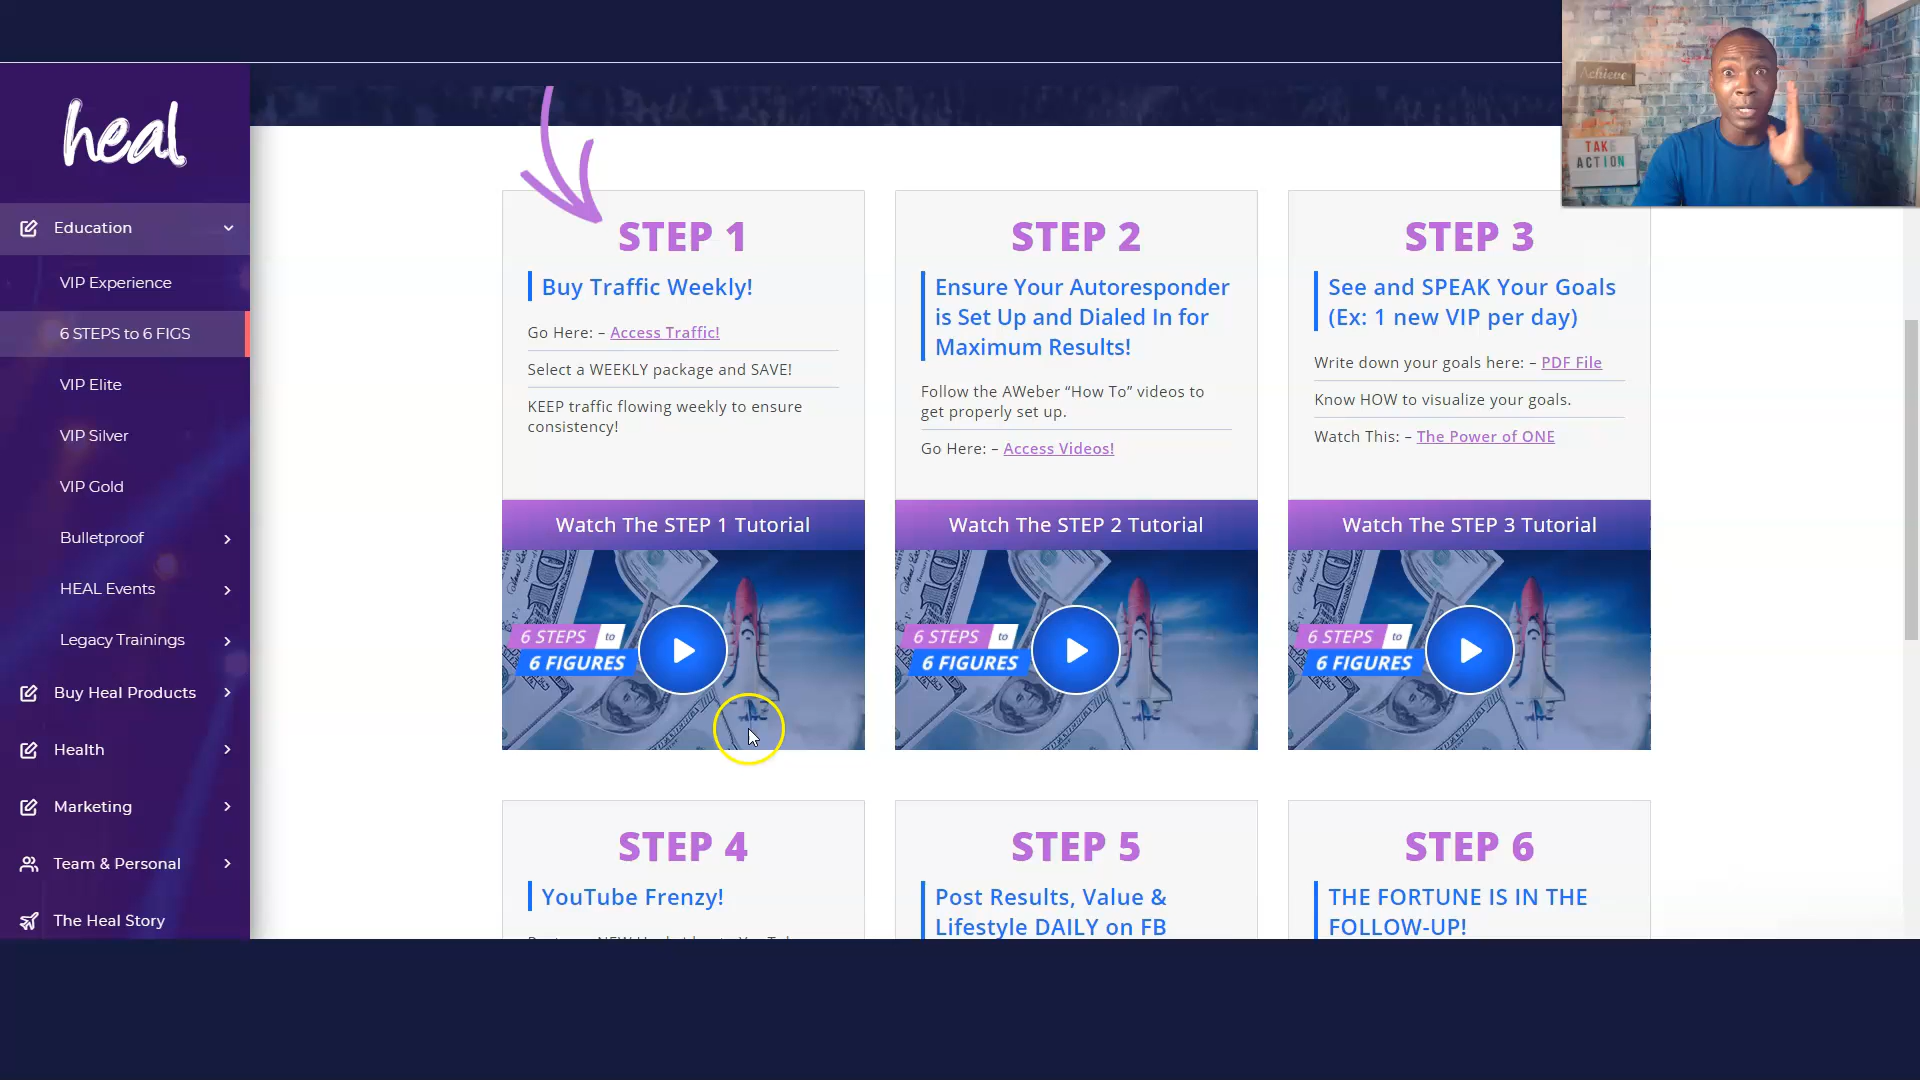 heal
Education
VIP Experience
6 STEPS to 6 FIGS
VIP Elite
VIP Silver
VIP Gold
Bulletproof
HEAL Events
Legacy Trainings
Buy Heal Products
Health
Marketing
Team & Personal
The Heal Story
STEP 1
Buy Traffic Weekly!
Go Here: – Access Traffic!
Select a WEEKLY package and SAVE!
KEEP traffic flowing weekly to ensure
consistency!
Watch The STEP 1 Tutorial
6 STEPS to
6 FIGURES
STEP 2
Ensure Your Autoresponder
is Set Up and Dialed In for
Maximum Results!
Follow the AWeber “How To” videos to
get properly set up.
Go Here: – Access Videos!
Watch The STEP 2 Tutorial
6 STEPS to
6 FIGURES
STEP 3
See and SPEAK Your Goals
(Ex: 1 new VIP per day)
Write down your goals here: – PDF File
Know HOW to visualize your goals.
Watch This: – The Power of ONE
Watch The STEP 3 Tutorial
6 STEPS to
6 FIGURES
STEP 4
YouTube Frenzy!
STEP 5
Post Results, Value &
Lifestyle DAILY on FB
STEP 6
THE FORTUNE IS IN THE
FOLLOW-UP!
Achieve
TAKE
ACTION